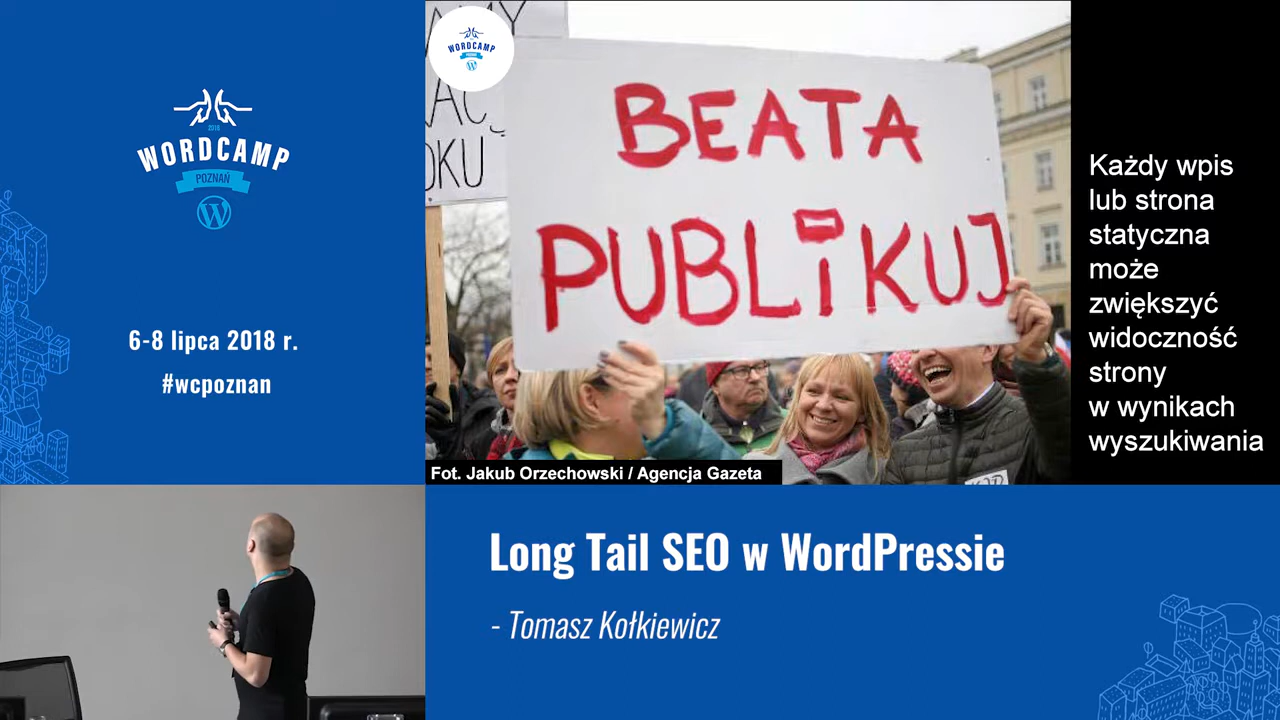 2018
WORDCAMP
POZNAŃ
6-8 lipca 2018 r.
#wcpoznan
WORDCAMP
POZNAŃ
BEATA
PUBLiKUJ
Fot. Jakub Orzechowski / Agencja Gazeta
Każdy wpis
lub strona
statyczna
może
zwiększyć
widoczność
strony
w wynikach
wyszukiwania
Long Tail SEO w WordPressie
- Tomasz Kołkiewicz